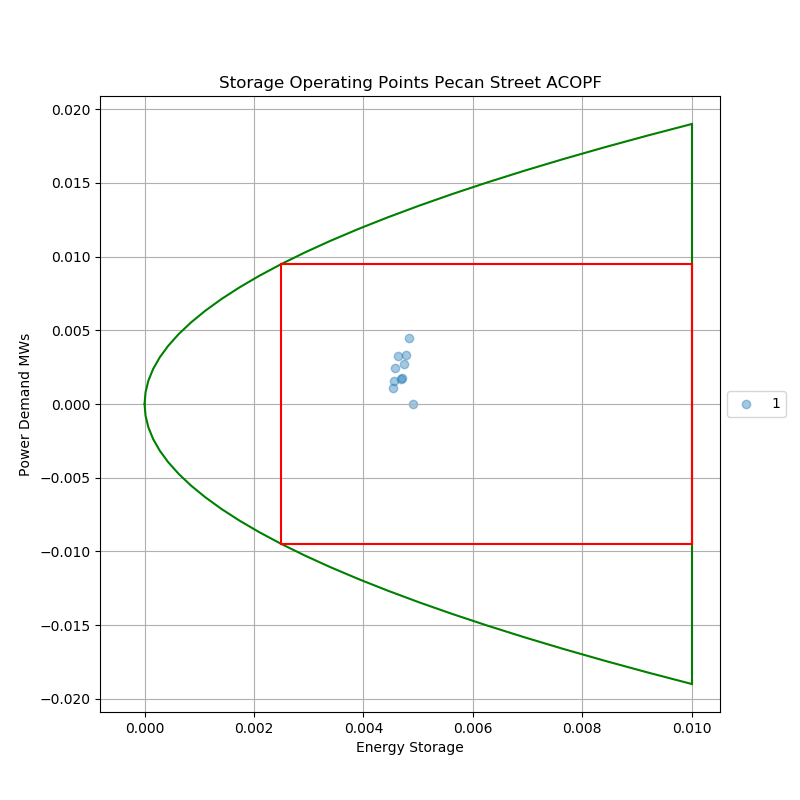 Storage Operating Points Pecan Street ACOPF
0.020
0.015
0.010
0.005
0.000
−0.005
−0.010
−0.015
−0.020
Power Demand MWs
0.000 0.002 0.004 0.006 0.008 0.010
Energy Storage
1